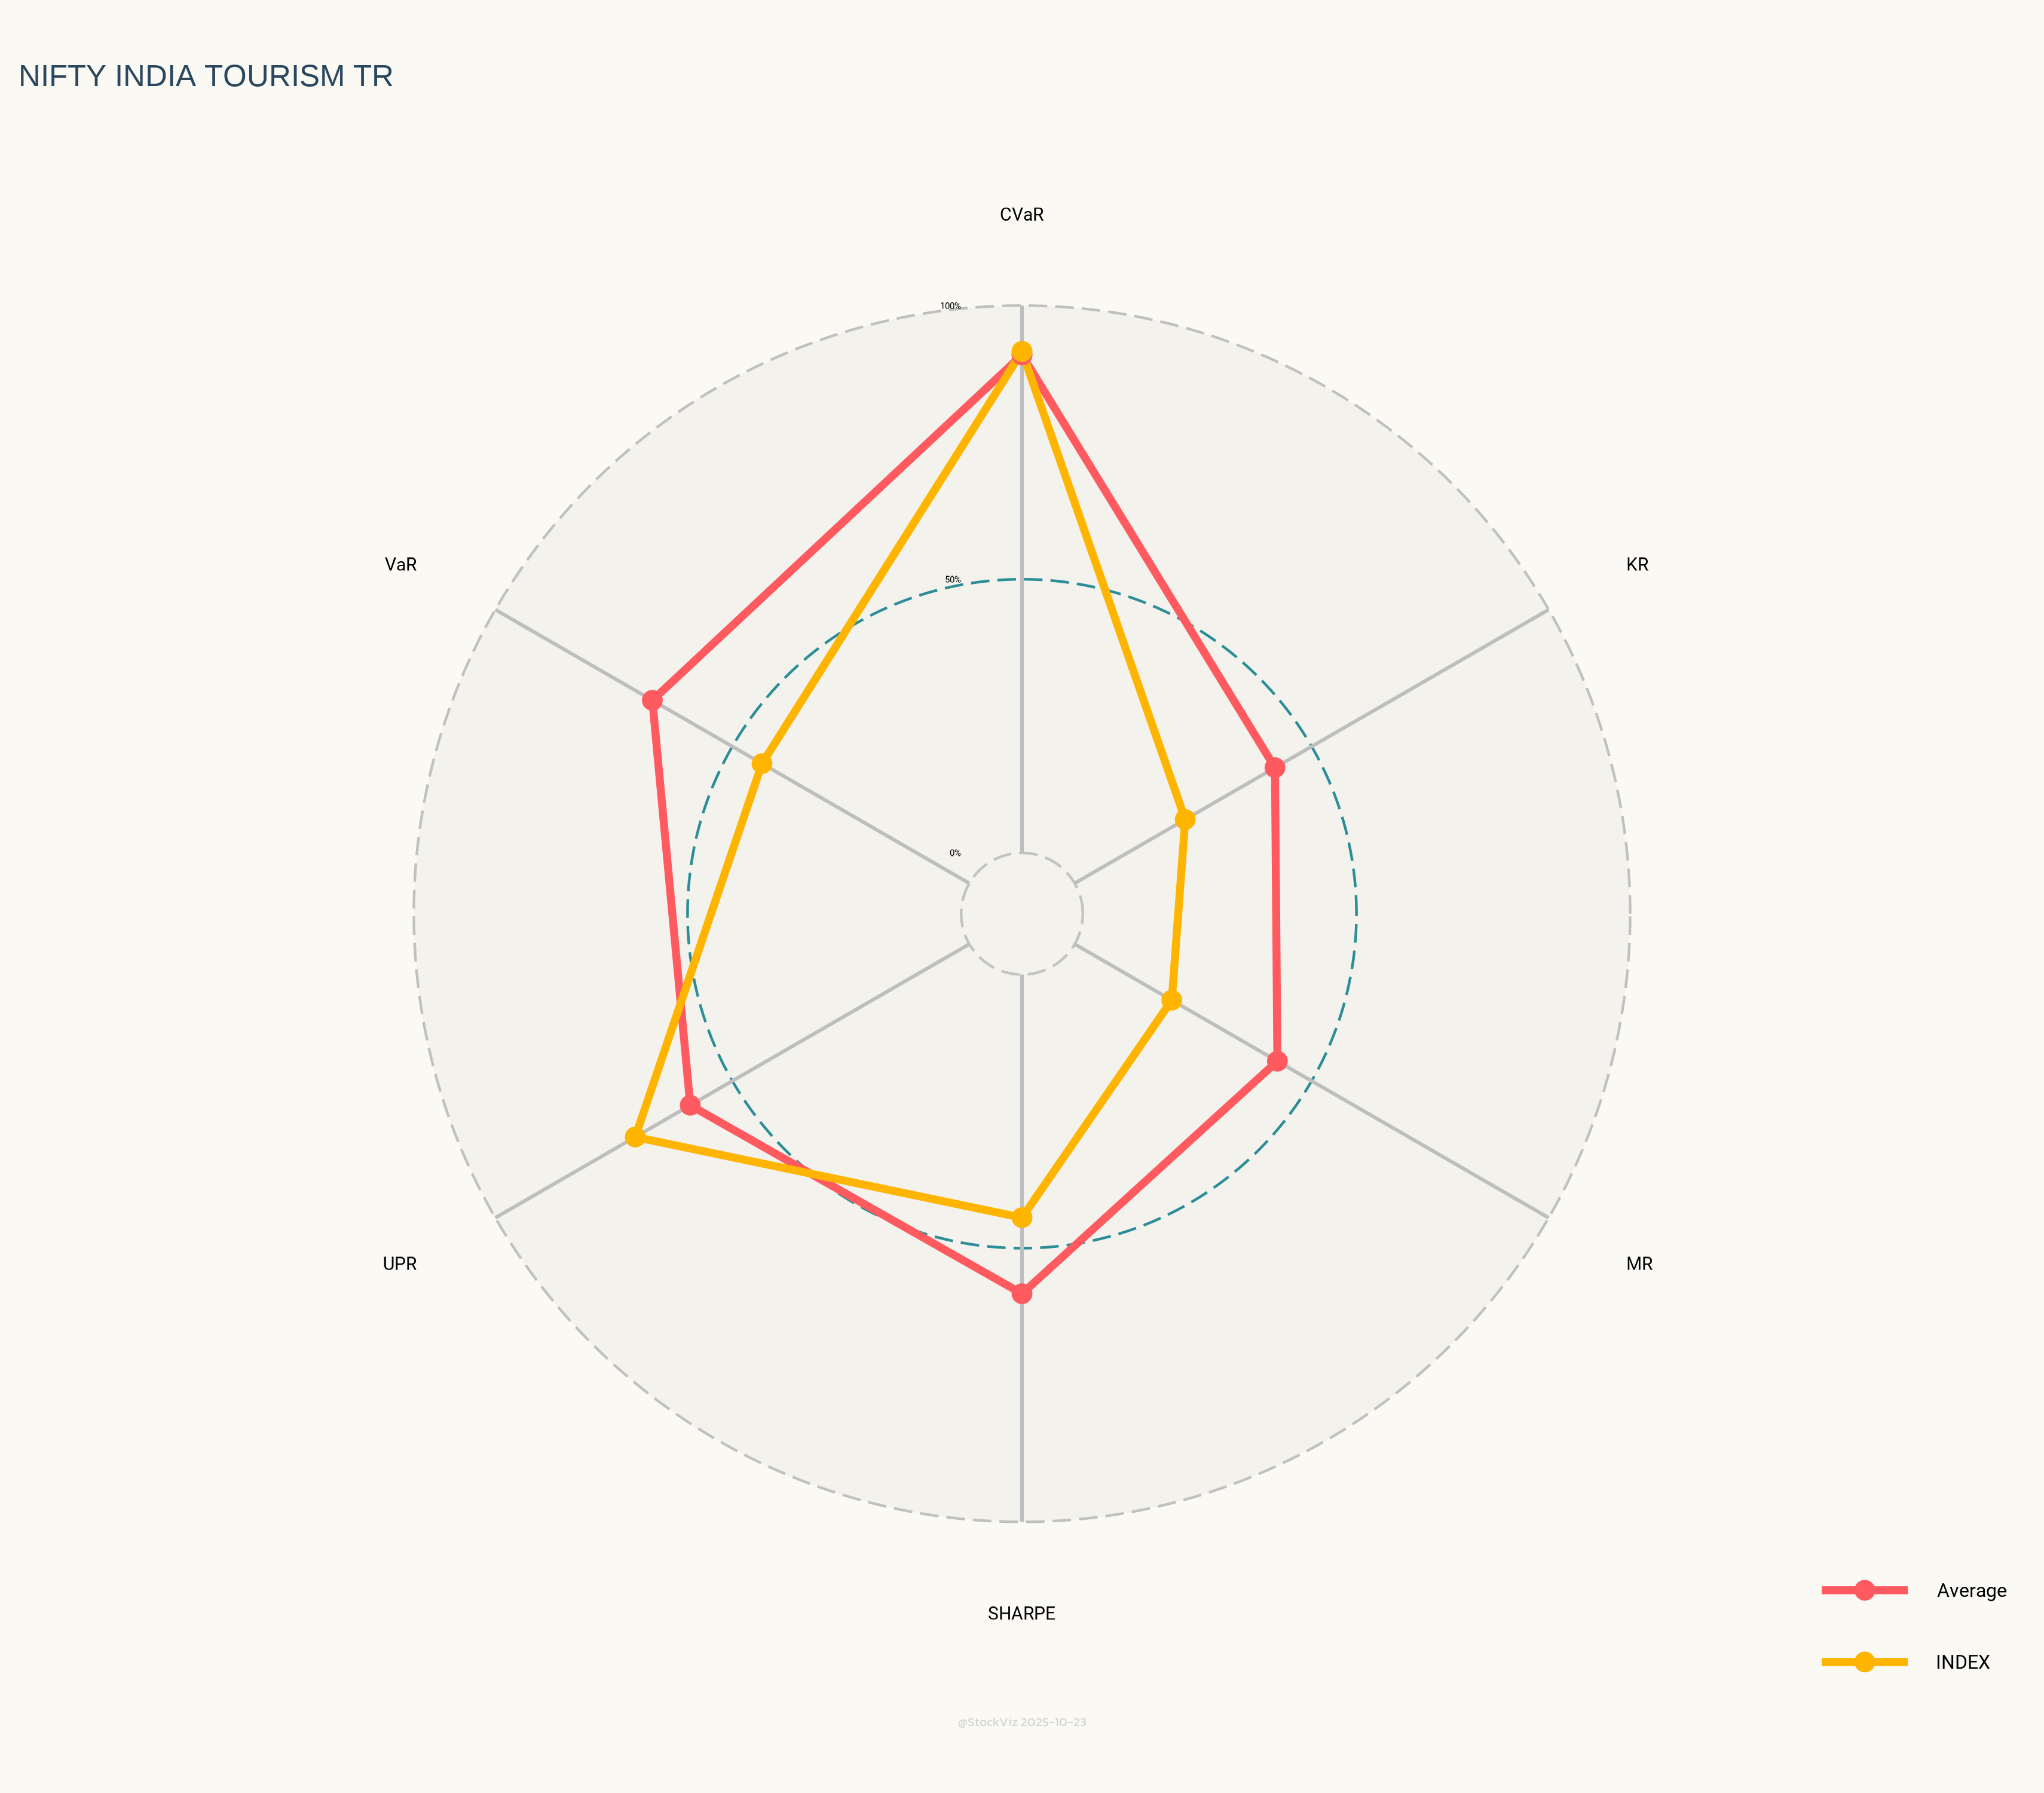 NIFTY INDIA TOURISM TR
CVaR
100%
VaR
KR
50%
0%
UPR
MR
SHARPE
Average
INDEX
@StockViz 2025-10-23